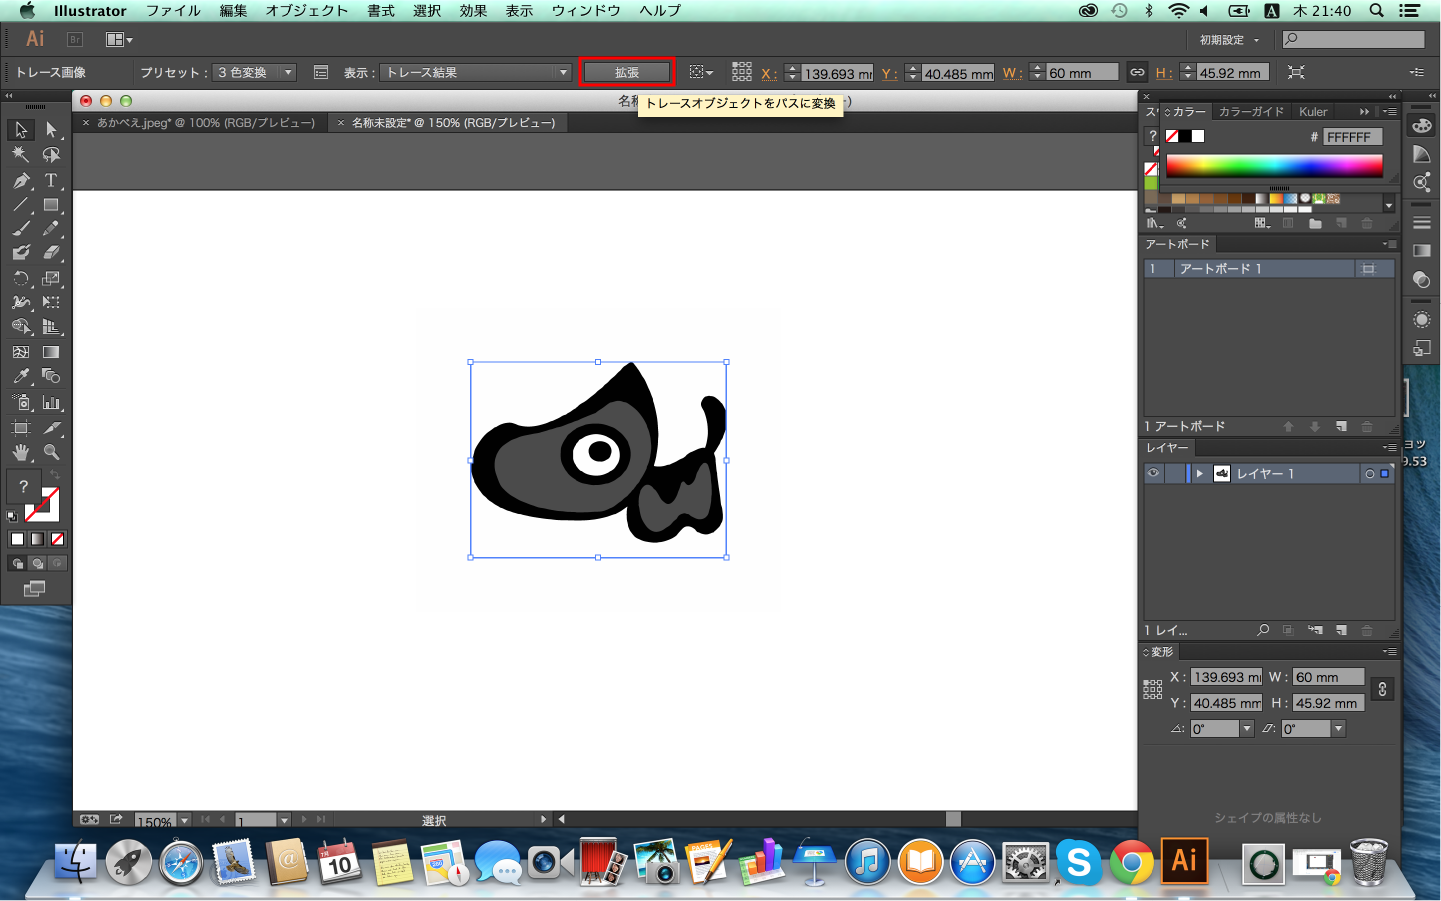 Illustrator ファイル 編集 オブジェクト 書式 選択 効果 表示 ウィンドウ ヘルプ A 木 21:40
Ai Br 初期設定
トレース画像 プリセット : 3 色変換 表示 : トレース結果 拡張 X : 139.693 m Y : 40.485 mm W : 60 mm H : 45.92 mm
トレースオブジェクトをパスに変換
名称
× あかべえ.jpeg* @ 100% (RGB/プレビュー) × 名称未設定* @ 150% (RGB/プレビュー)
ス カラー カラーガイド Kuler
? # FFFFFF
T
アートボード
1 アートボード 1
1 アートボード
レイヤー
レイヤー 1
ョッ
9.53
?
1 レイ...
変形
X : 139.693 m W : 60 mm
Y : 40.485 mm H : 45.92 mm
0° 0°
シェイプの属性なし
150% 1 選択
10
PAGES
Ai